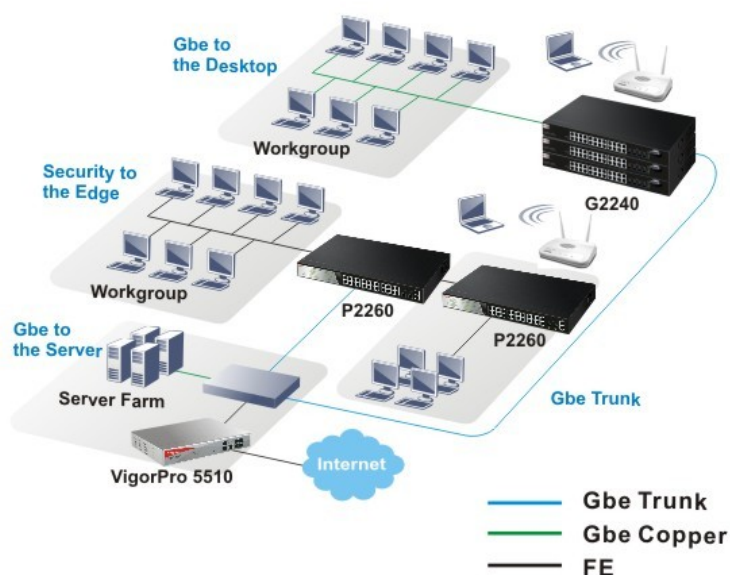 Gbe to
the Desktop
Workgroup
G2240
Security to
the Edge
Workgroup
P2260
P2260
Gbe to
the Server
Server Farm
Gbe Trunk
VigorPro 5510
Internet
Gbe Trunk
Gbe Copper
FE